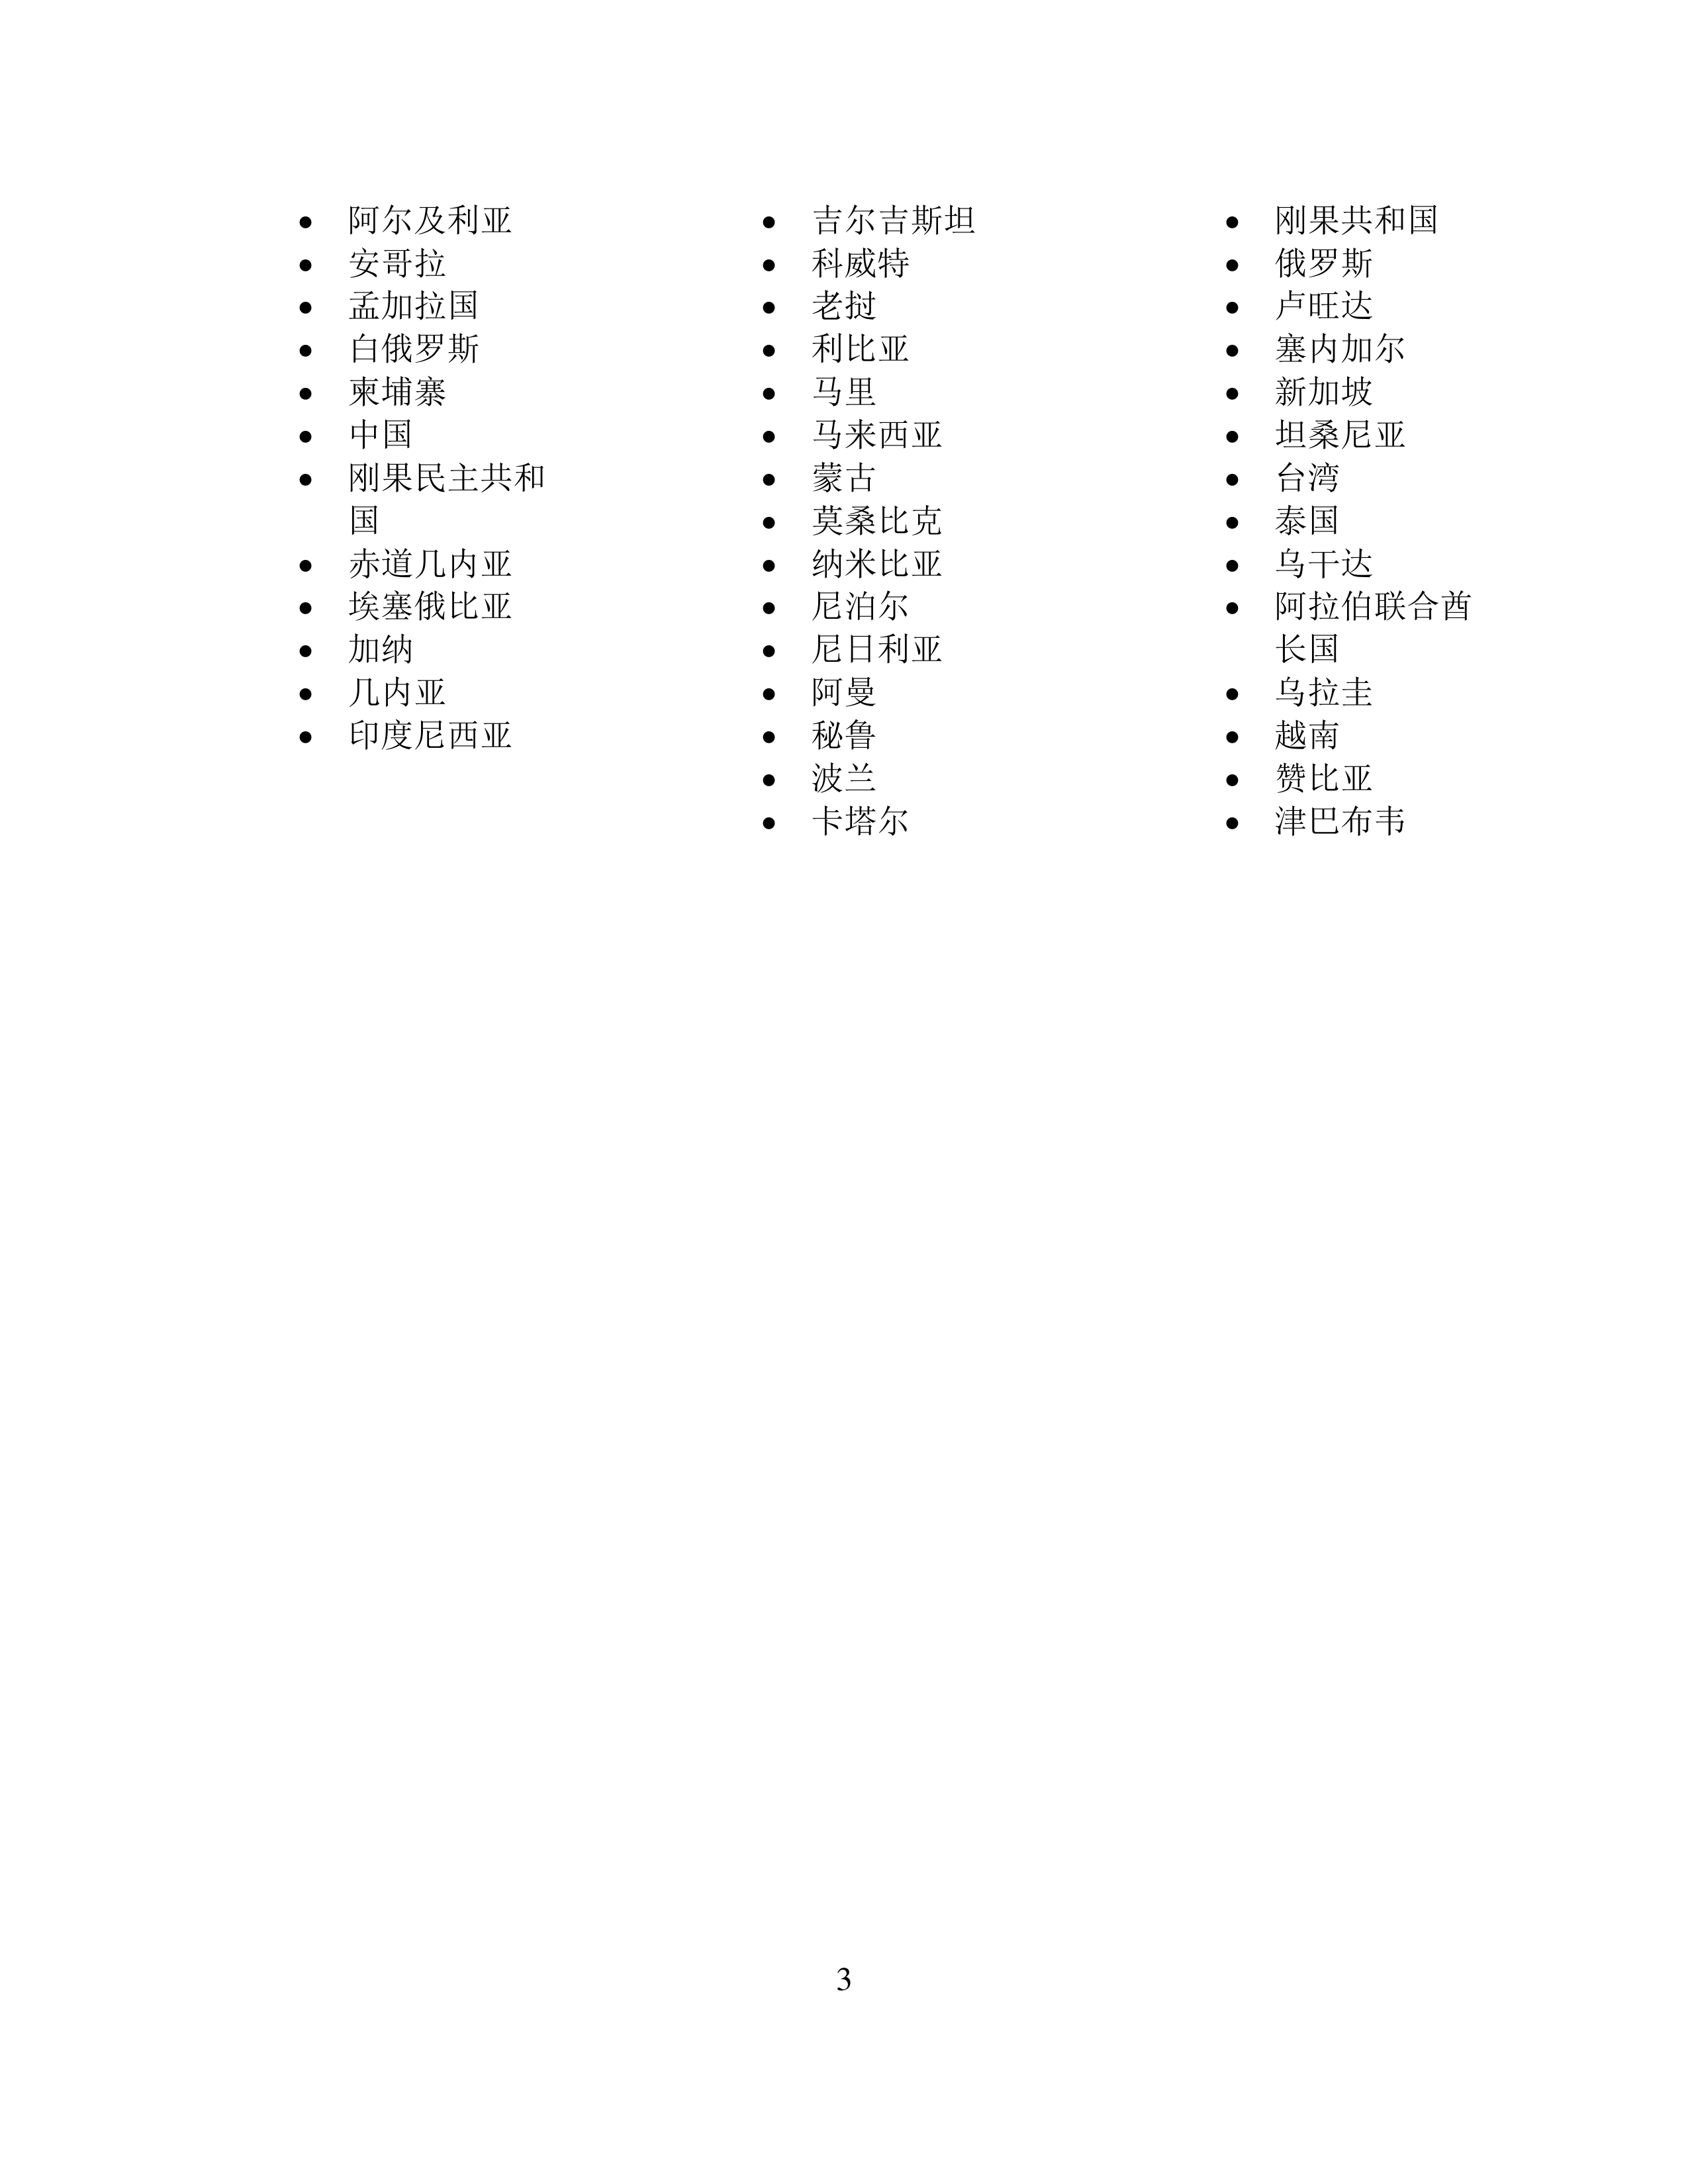 • 阿尔及利亚
• 安哥拉
• 孟加拉国
• 白俄罗斯
• 柬埔寨
• 中国
• 刚果民主共和
国
• 赤道几内亚
• 埃塞俄比亚
• 加纳
• 几内亚
• 印度尼西亚
• 吉尔吉斯坦
• 科威特
• 老挝
• 利比亚
• 马里
• 马来西亚
• 蒙古
• 莫桑比克
• 纳米比亚
• 尼泊尔
• 尼日利亚
• 阿曼
• 秘鲁
• 波兰
• 卡塔尔
• 刚果共和国
• 俄罗斯
• 卢旺达
• 塞内加尔
• 新加坡
• 坦桑尼亚
• 台湾
• 泰国
• 乌干达
• 阿拉伯联合酋
长国
• 乌拉圭
• 越南
• 赞比亚
• 津巴布韦
3